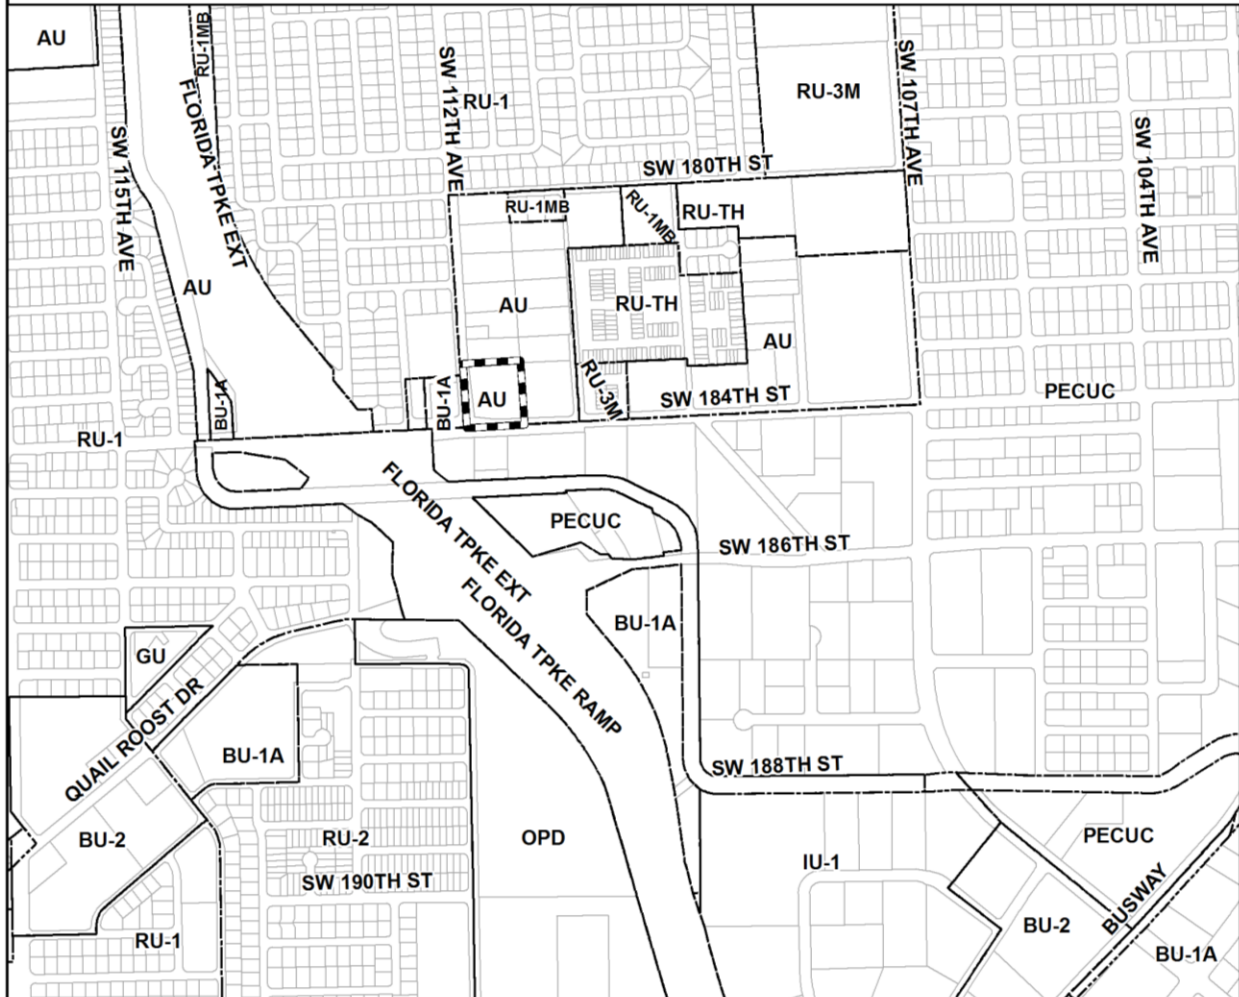 AU
RU-1MB
FLORIDA TPKE EXT
SW 115TH AVE
SW 112TH AVE
RU-1
RU-3M
SW 107TH AVE
SW 104TH AVE
SW 180TH ST
RU-1MB
RU-1MB
RU-TH
AU
AU
RU-TH
AU
BU-1A
BU-1A
AU
RU-3M
SW 184TH ST
PECUC
RU-1
FLORIDA TPKE EXT
PECUC
SW 186TH ST
FLORIDA TPKE RAMP
BU-1A
GU
QUAIL ROOST DR
BU-1A
SW 188TH ST
BU-2
RU-2
OPD
IU-1
PECUC
SW 190TH ST
BUSWAY
RU-1
BU-2
BU-1A